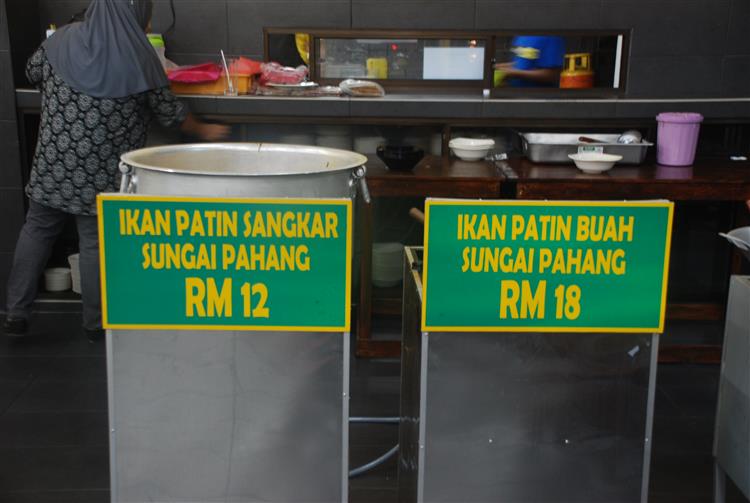 IKAN PATIN SANGKAR
SUNGAI PAHANG
RM 12
IKAN PATIN BUAH
SUNGAI PAHANG
RM 18